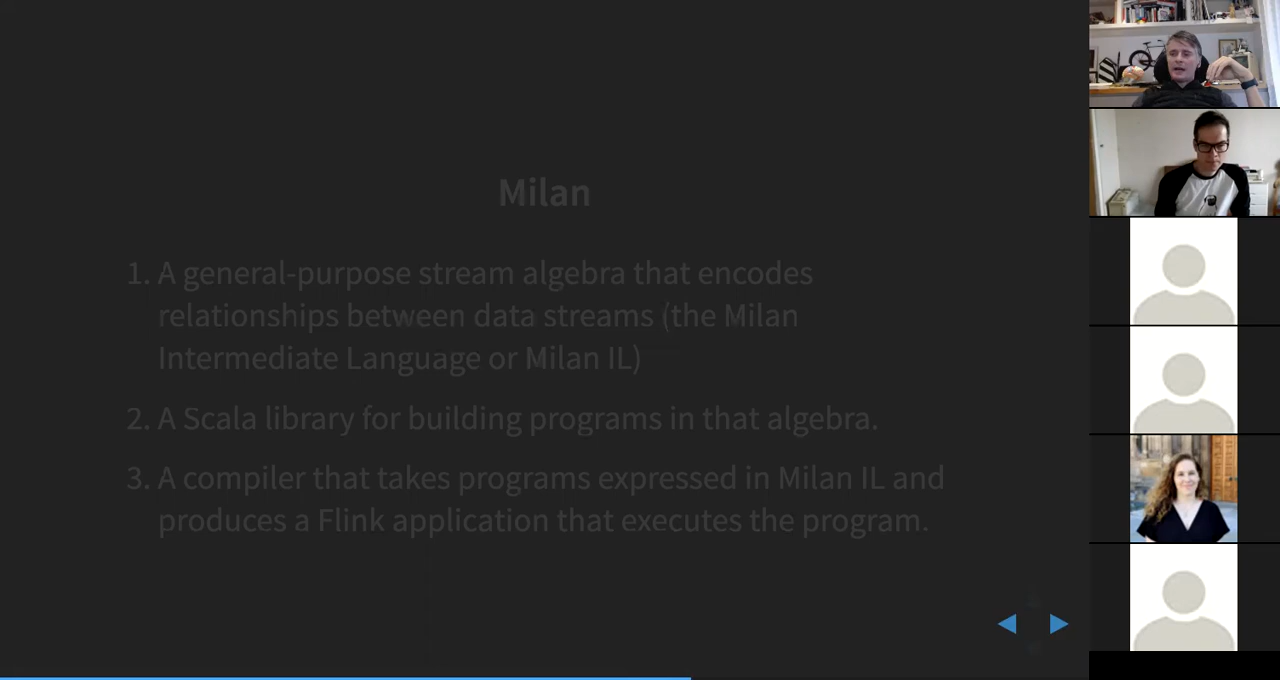 Milan
1. A general-purpose stream algebra that encodes
relationships between data streams (the Milan
Intermediate Language or Milan IL)
2. A Scala library for building programs in that algebra.
3. A compiler that takes programs expressed in Milan IL and
produces a Flink application that executes the program.